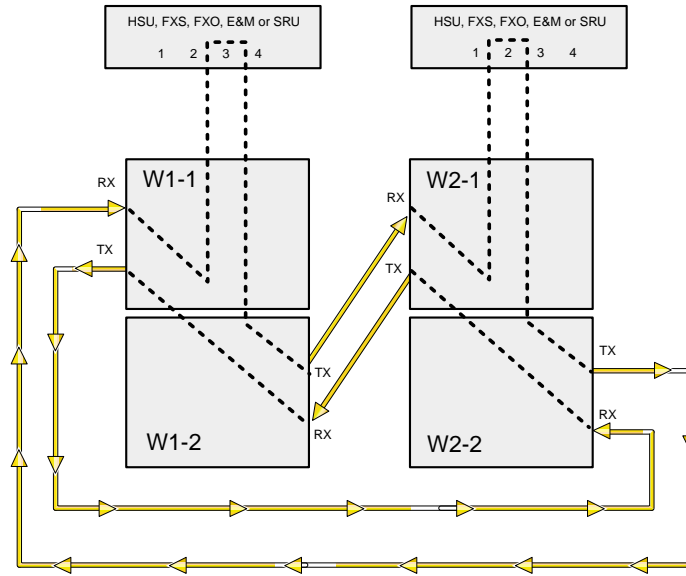 HSU, FXS, FXO, E&M or SRU
1 2 3 4
HSU, FXS, FXO, E&M or SRU
1 2 3 4
W1-1
RX
TX
W1-2
TX
RX
W2-1
RX
TX
W2-2
TX
RX